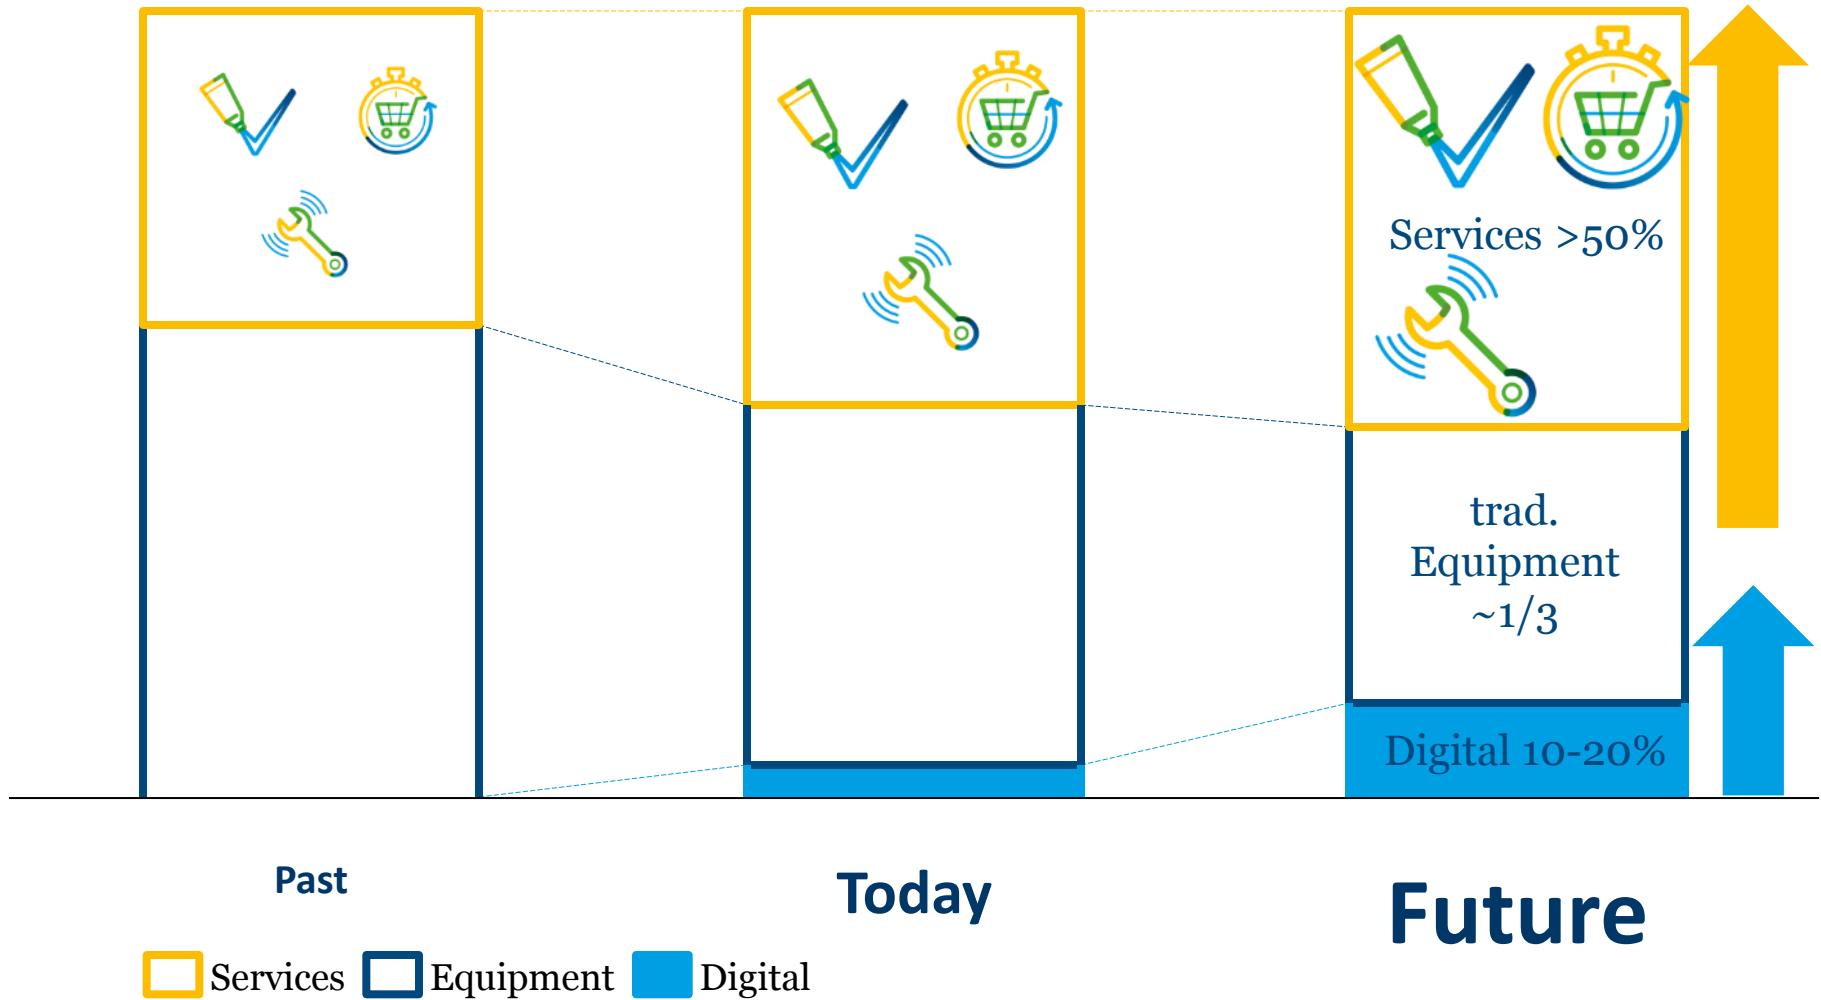 Services >50%
trad.
Equipment
~1/3
Digital 10-20%
Past
Today
Future
Services
Equipment
Digital